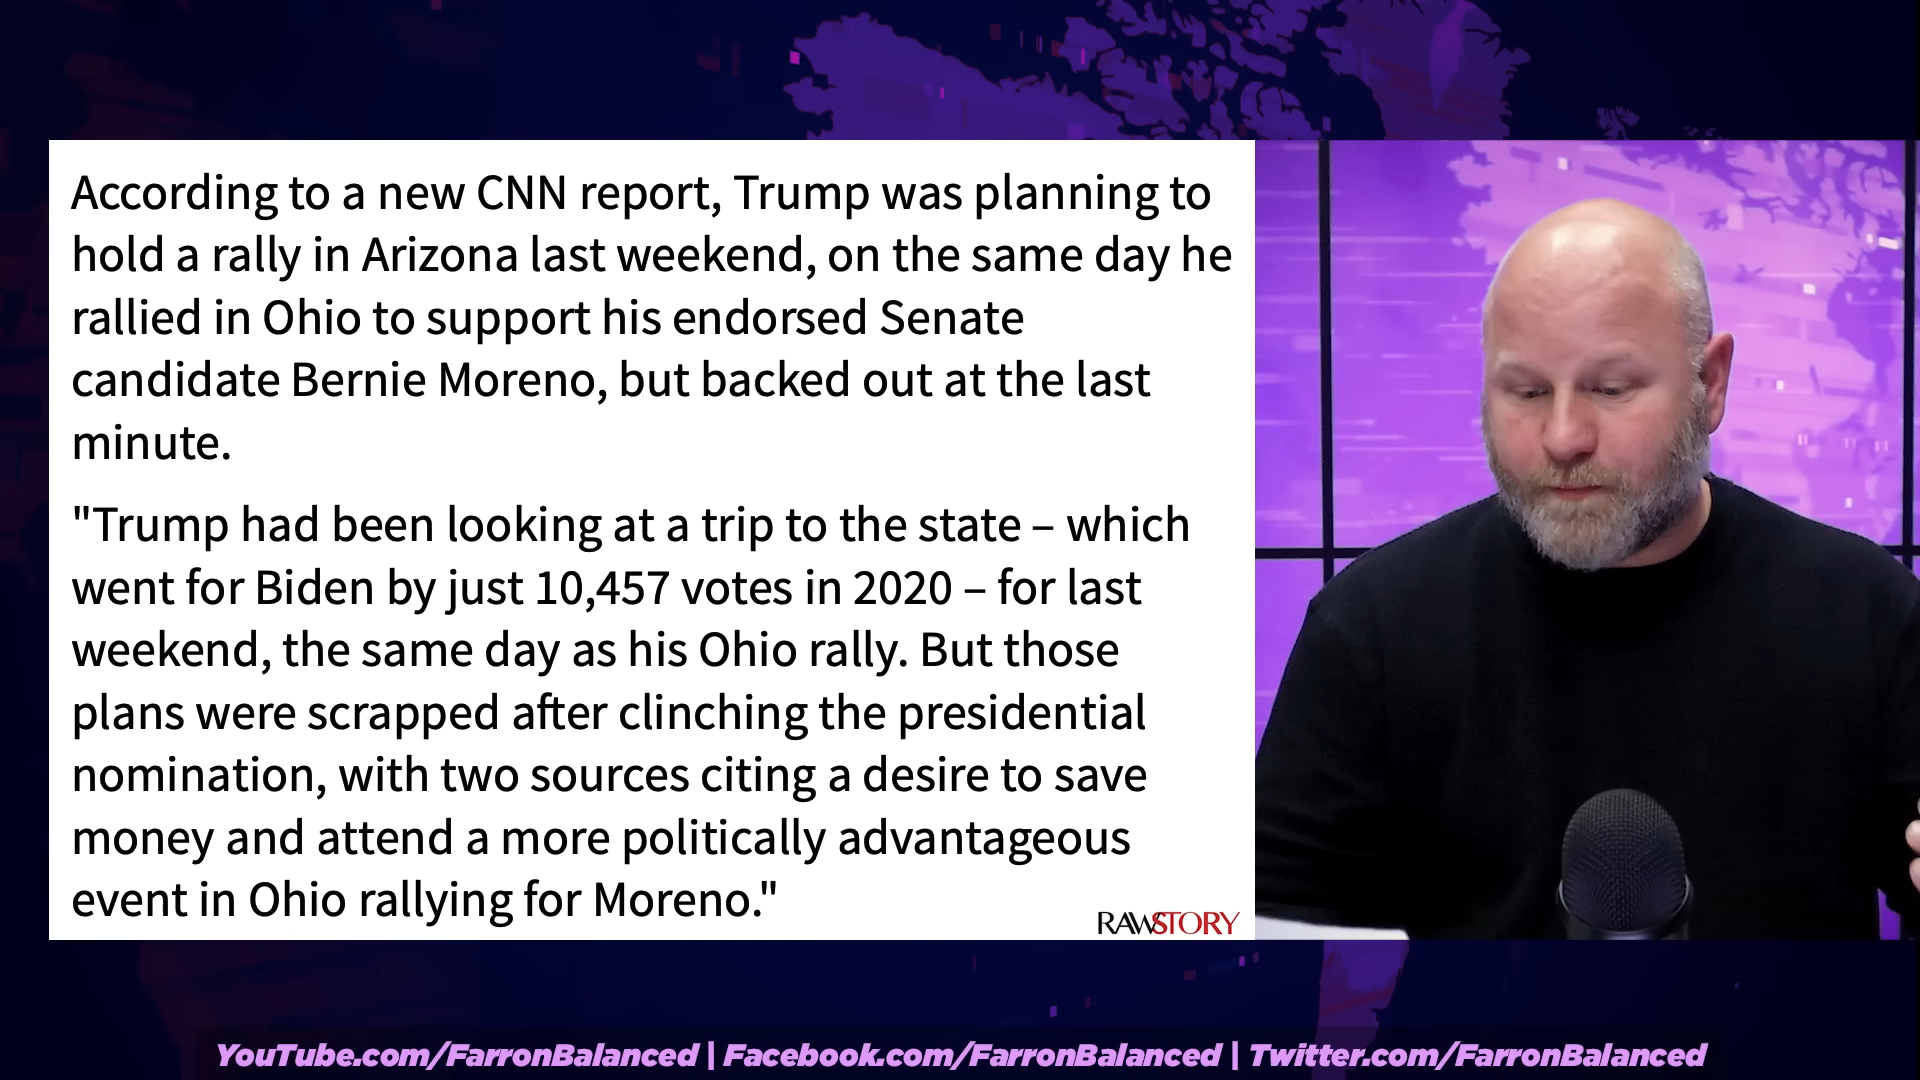 According to a new CNN report, Trump was planning to
hold a rally in Arizona last weekend, on the same day he
rallied in Ohio to support his endorsed Senate
candidate Bernie Moreno, but backed out at the last
minute.
"Trump had been looking at a trip to the state – which
went for Biden by just 10,457 votes in 2020 – for last
weekend, the same day as his Ohio rally. But those
plans were scrapped after clinching the presidential
nomination, with two sources citing a desire to save
money and attend a more politically advantageous
event in Ohio rallying for Moreno."
RAWSTORY
YouTube.com/FarronBalanced | Facebook.com/FarronBalanced | Twitter.com/FarronBalanced